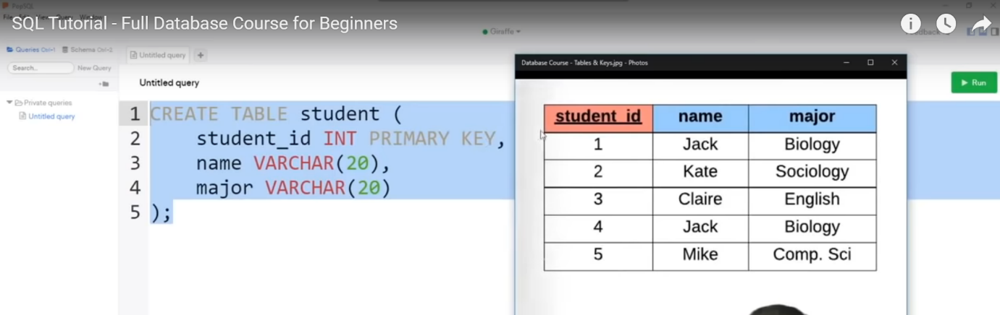 PopSQL
SQL Tutorial - Full Database Course for Beginners
Giraffe
Queries Ctrl+1 Schema Ctrl+2
Untitled query +
Search...
New Query
Untitled query
Run
Private queries
Untitled query
1 CREATE TABLE student (
2 student_id INT PRIMARY KEY,
3 name VARCHAR(20),
4 major VARCHAR(20)
5 );
Database Course - Tables & Keys.jpg - Photos
student_id name major
1 Jack Biology
2 Kate Sociology
3 Claire English
4 Jack Biology
5 Mike Comp. Sci